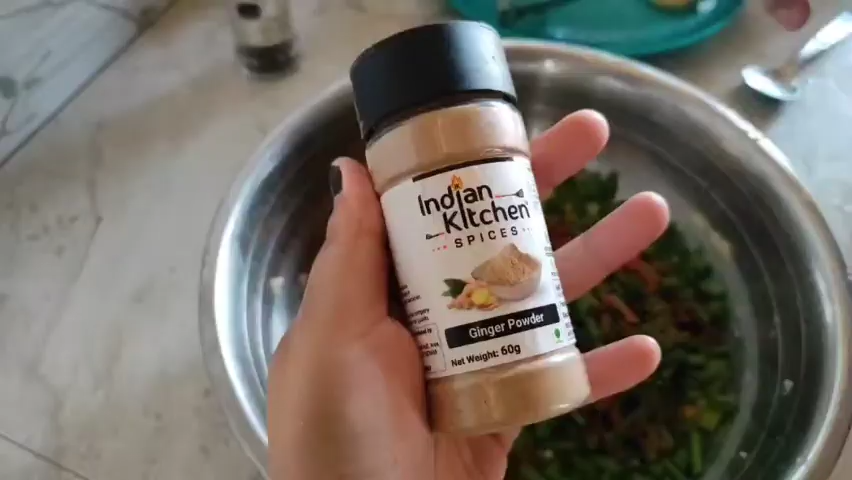 Indian
Kitchen
SPICES
Ginger Powder
Net Weight: 60g